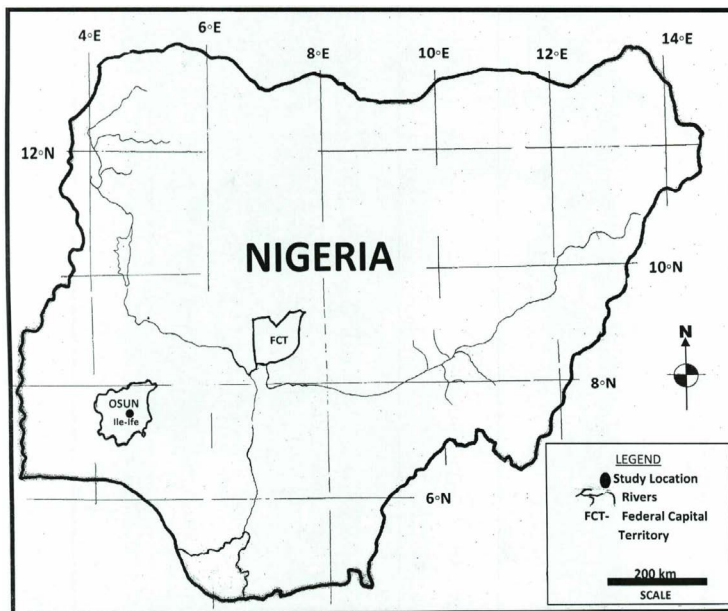 4°E
6°E
8°E
10°E
12°E
14°E
12°N
NIGERIA
10°N
FCT
N
8°N
OSUN
Ile-Ife
6°N
LEGEND
Study Location
Rivers
FCT- Federal Capital
Territory
200 km
SCALE